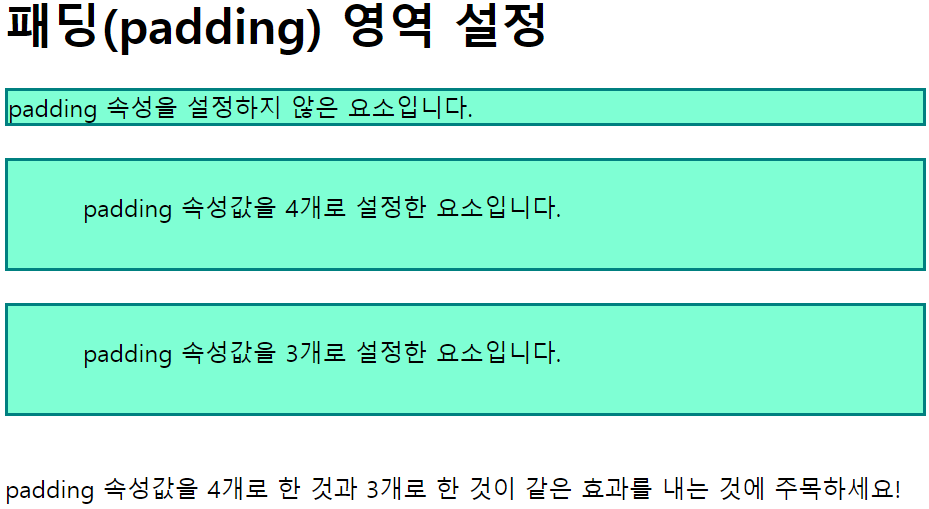 패딩(padding) 영역 설정
padding 속성을 설정하지 않은 요소입니다.
padding 속성값을 4개로 설정한 요소입니다.
padding 속성값을 3개로 설정한 요소입니다.
padding 속성값을 4개로 한 것과 3개로 한 것이 같은 효과를 내는 것에 주목하세요!